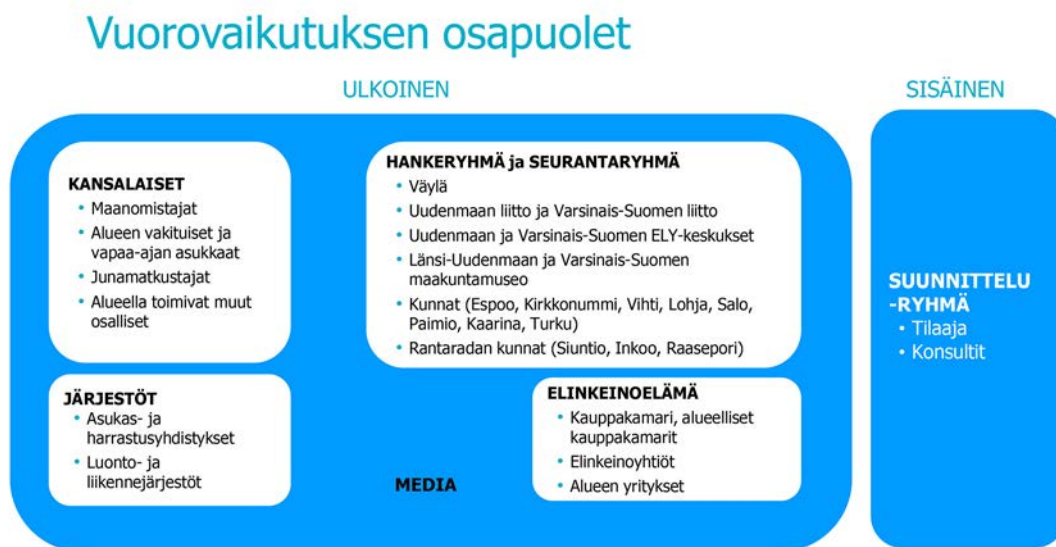 Vuorovaikutuksen osapuolet
ULKOINEN
SISÄINEN
KANSALAISET
• Maanomistajat
• Alueen vakituiset ja
vapaa-ajan asukkaat
• Junamatkustajat
• Alueella toimivat muut
osalliset
HANKERYHMÄ ja SEURANTARYHMÄ
• Väylä
• Uudenmaan liitto ja Varsinais-Suomen liitto
• Uudenmaan ja Varsinais-Suomen ELY-keskukset
• Länsi-Uudenmaan ja Varsinais-Suomen
maakuntamuseo
• Kunnat (Espoo, Kirkkonummi, Vihti, Lohja, Salo,
Paimio, Kaarina, Turku)
• Rantaradan kunnat (Siuntio, Inkoo, Raasepori)
JÄRJESTÖT
• Asukas- ja
harrastusyhdistykset
• Luonto- ja
liikennejärjestöt
MEDIA
ELINKEINOELÄMÄ
• Kauppakamari, alueelliset
kauppakamarit
• Elinkeinoyhtiöt
• Alueen yritykset
SUUNNITTELU
-RYHMÄ
• Tilaaja
• Konsultit